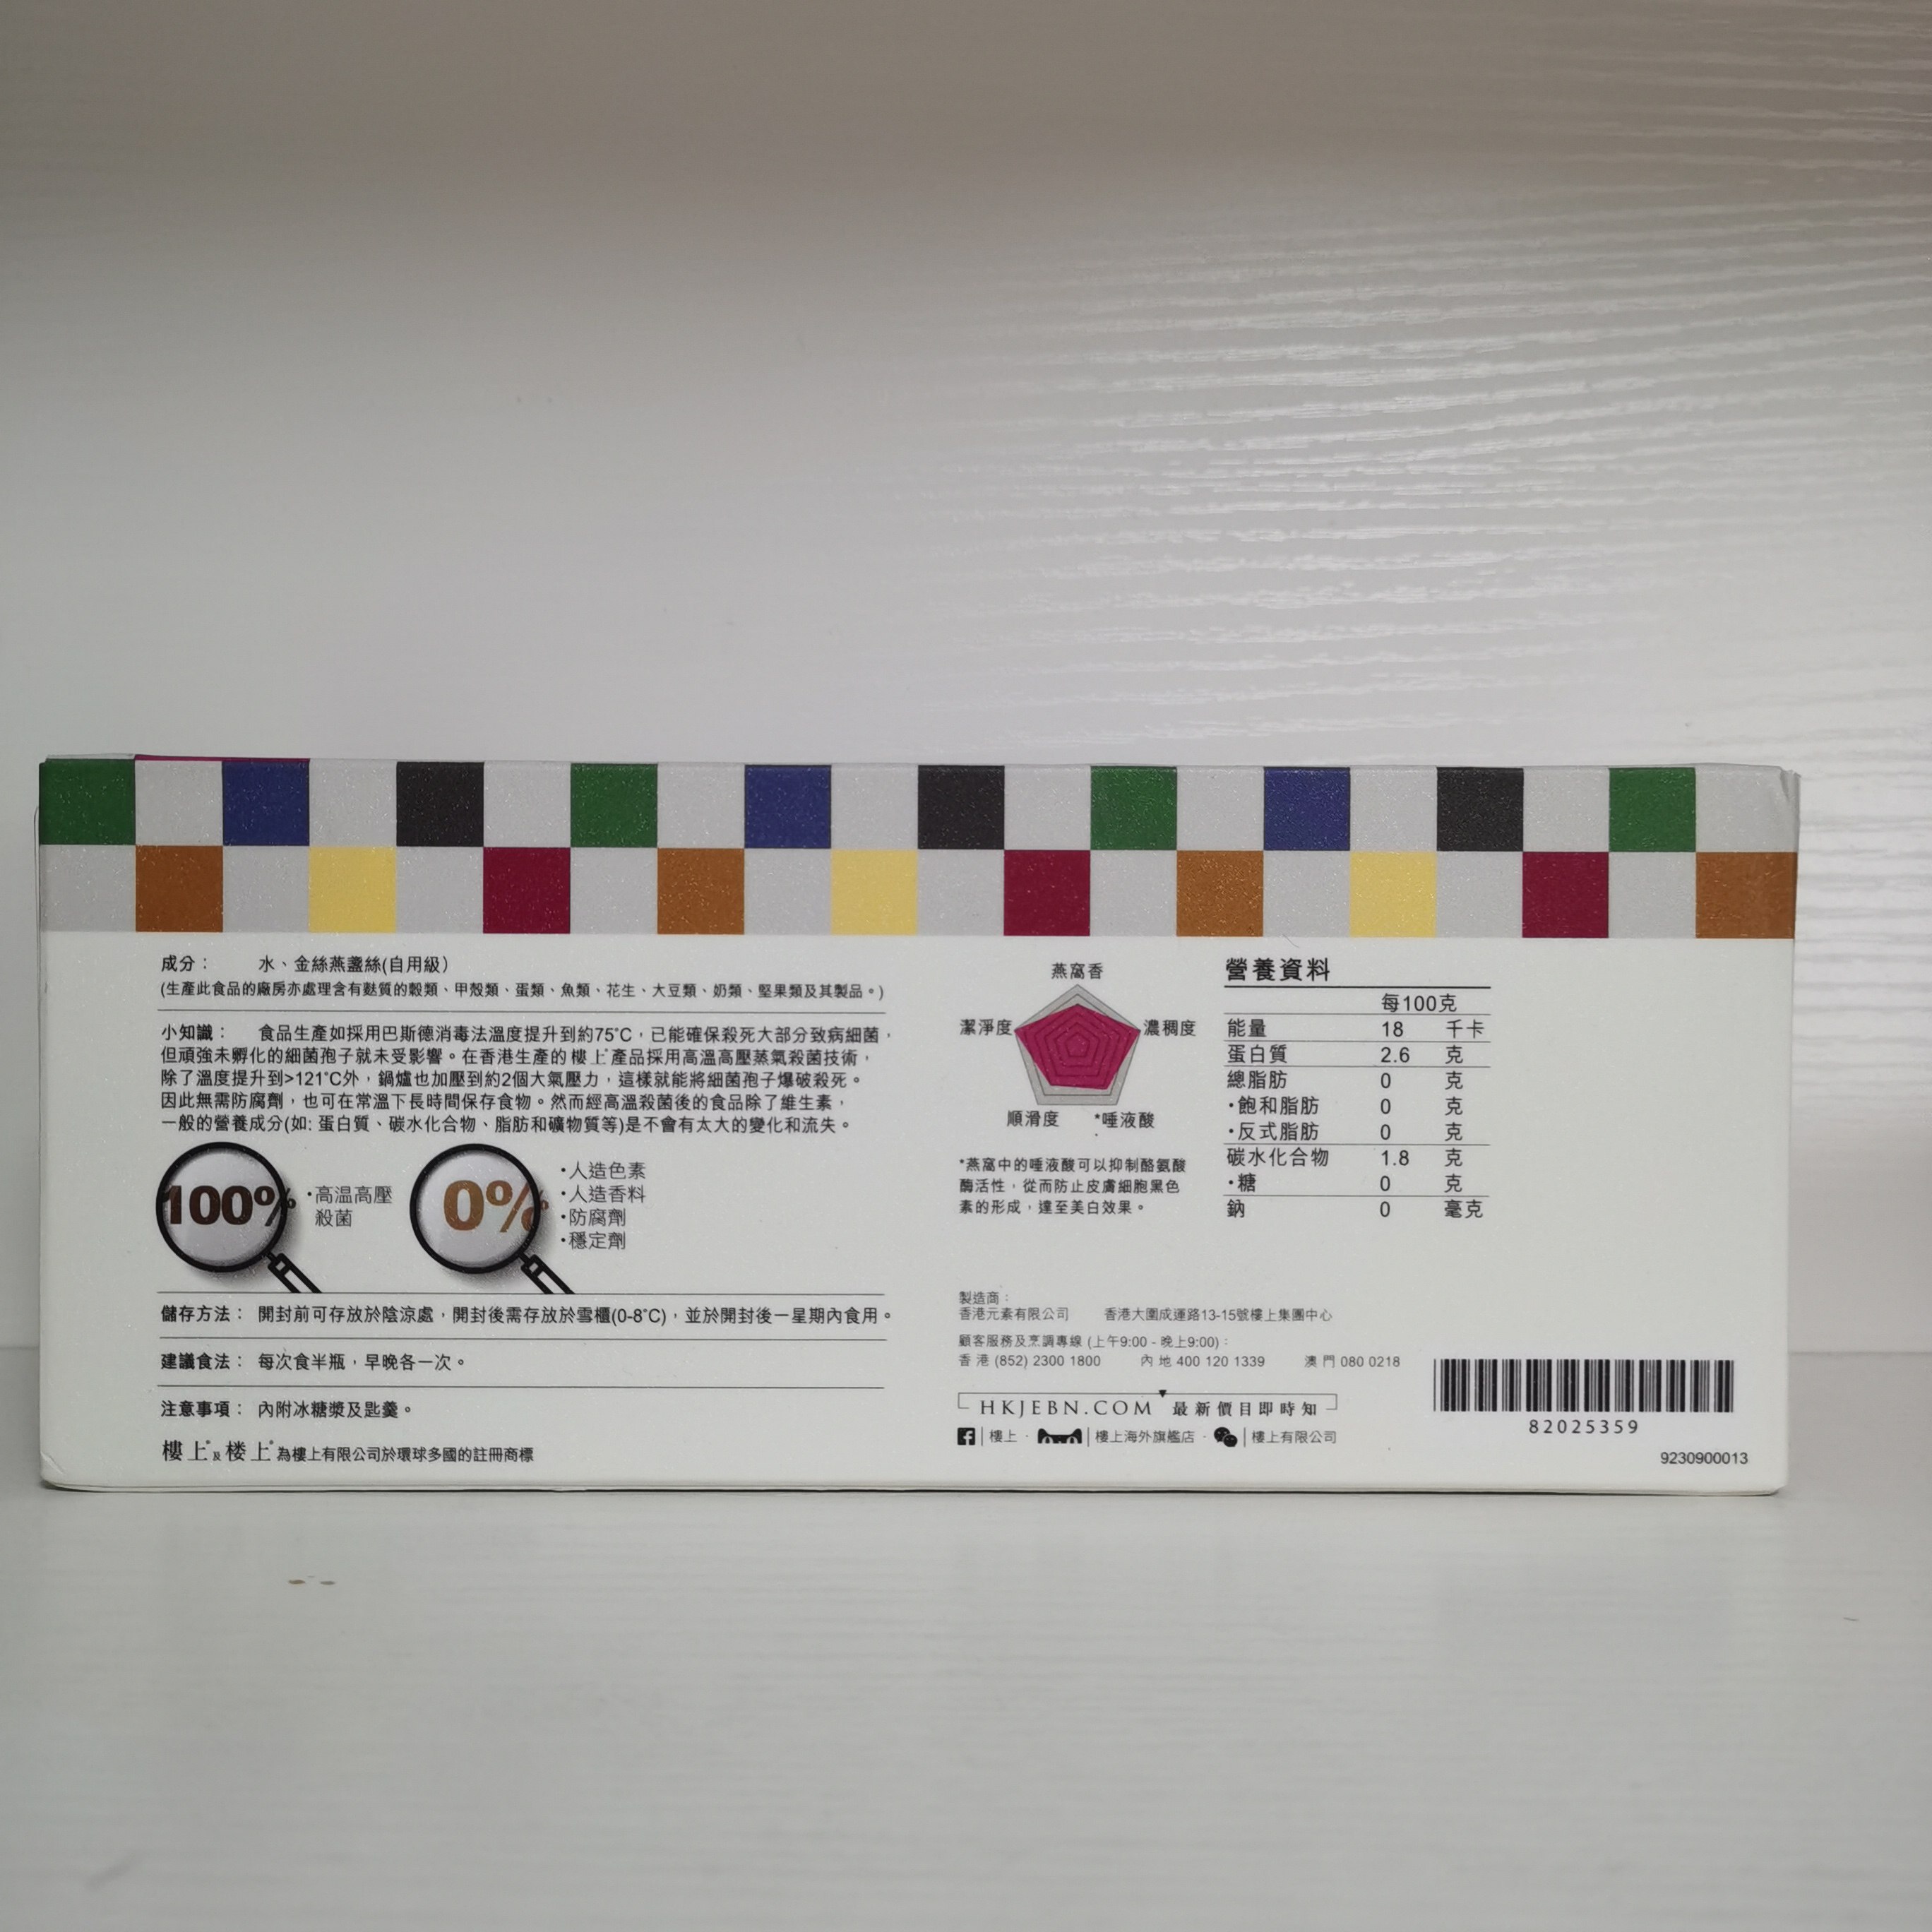 成分： 水、金絲燕盞絲(自用級)
(生產此食品的廠房亦處理含有麩質的穀類、甲殼類、蛋類、魚類、花生、大豆類、奶類、堅果類及其製品。)
小知識： 食品生產如採用巴斯德消毒法溫度提升到約75°C，已能確保殺死大部分致病細菌，
但頑強未孵化的細菌孢子就未受影響。在香港生產的樓上®產品採用高溫高壓蒸氣殺菌技術，
除了溫度提升到>121°C外，鍋爐也加壓到約2個大氣壓力，這樣就能將細菌孢子爆破殺死。
因此無需防腐劑，也可在常溫下長時間保存食物。然而經高溫殺菌後的食品除了維生素，
一般的營養成分(如: 蛋白質、碳水化合物、脂肪和礦物質等)是不會有太大的變化和流失。
100%
·高溫高壓
殺菌
0%
·人造色素
·人造香料
·防腐劑
·穩定劑
儲存方法： 開封前可存放於陰涼處，開封後需存放於雪櫃(0-8°C)，並於開封後一星期內食用。
建議食法： 每次食半瓶，早晚各一次。
注意事項： 內附冰糖漿及匙羹。
樓上®及楼上®為樓上有限公司於環球多國的註冊商標
燕窩香
潔淨度
濃稠度
順滑度
*唾液酸
*燕窩中的唾液酸可以抑制酪氨酸
酶活性，從而防止皮膚細胞黑色
素的形成，達至美白效果。
營養資料
每100克
能量 18 千卡
蛋白質 2.6 克
總脂肪 0 克
·飽和脂肪 0 克
·反式脂肪 0 克
碳水化合物 1.8 克
·糖 0 克
鈉 0 毫克
製造商：
香港元素有限公司 香港大圍成運路13-15號樓上集團中心
顧客服務及烹調專線 (上午9:00 - 晚上9:00)：
香港 (852) 2300 1800 內地 400 120 1339 澳門 080 0218
HKJEBN.COM 最新價目即時知
樓上 · 樓上海外旗艦店 · 樓上有限公司
82025359
9230900013